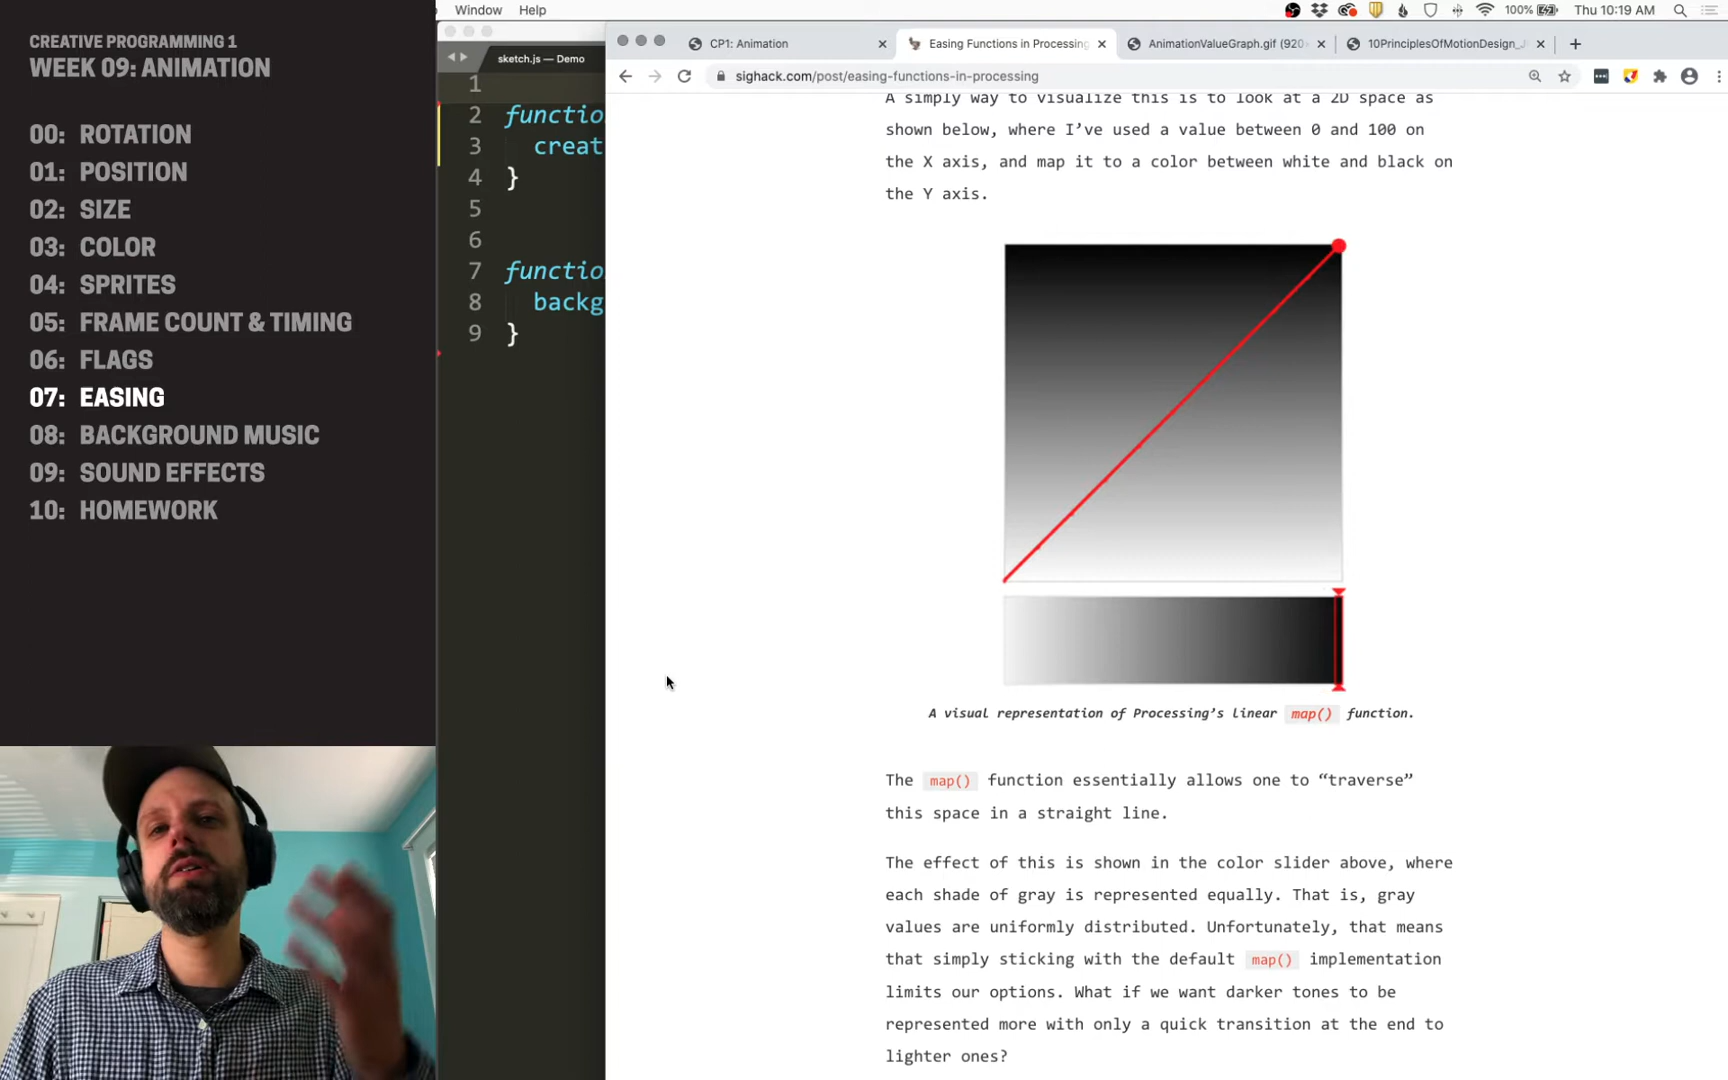 CREATIVE PROGRAMMING 1
WEEK 09: ANIMATION
00: ROTATION
01: POSITION
02: SIZE
03: COLOR
04: SPRITES
05: FRAME COUNT & TIMING
06: FLAGS
07: EASING
08: BACKGROUND MUSIC
09: SOUND EFFECTS
10: HOMEWORK
Window Help
100% Thu 10:19 AM
sketch.js — Demo
1
2 functio
3 creat
4 }
5
6
7 functio
8 backg
9 }
CP1: Animation
Easing Functions in Processing
AnimationValueGraph.gif (920
10PrinciplesOfMotionDesign_
sighack.com/post/easing-functions-in-processing
A simply way to visualize this is to look at a 2D space as
shown below, where I’ve used a value between 0 and 100 on
the X axis, and map it to a color between white and black on
the Y axis.
A visual representation of Processing’s linear map() function.
The map() function essentially allows one to “traverse”
this space in a straight line.
The effect of this is shown in the color slider above, where
each shade of gray is represented equally. That is, gray
values are uniformly distributed. Unfortunately, that means
that simply sticking with the default map() implementation
limits our options. What if we want darker tones to be
represented more with only a quick transition at the end to
lighter ones?